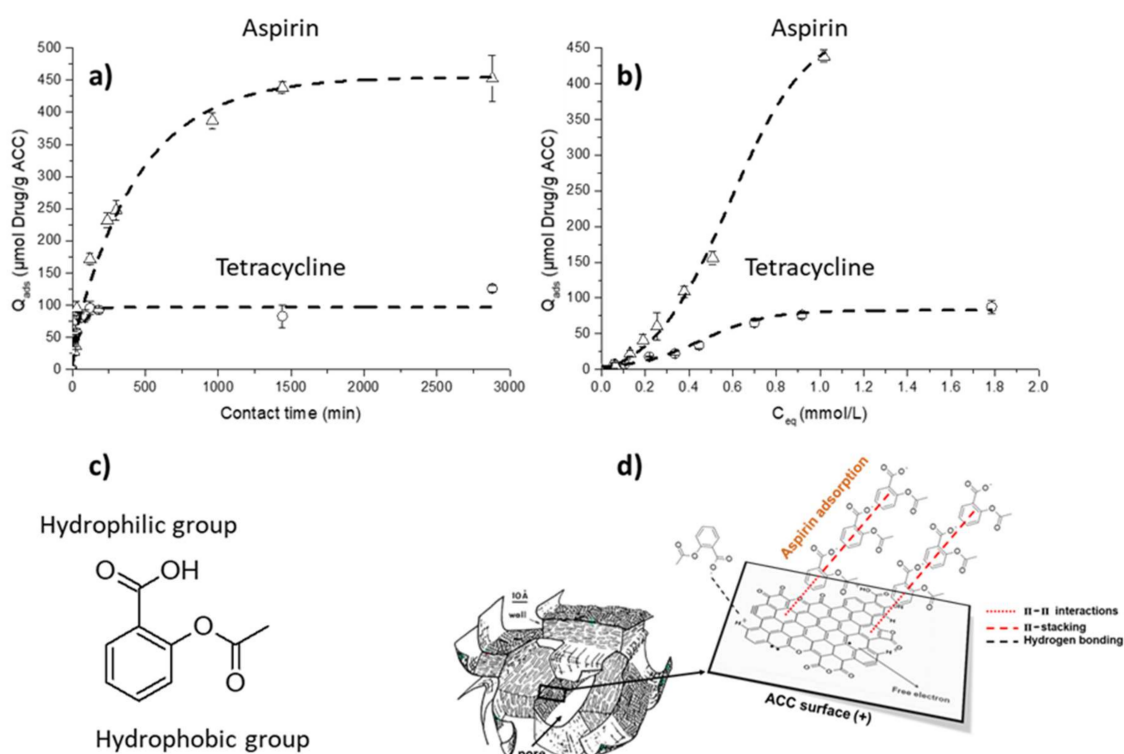 Aspirin
a)
500
450
400
350
300
250
200
150
100
50
0
Q_ads (µmol Drug/g ACC)
Tetracycline
0 500 1000 1500 2000 2500 3000
Contact time (min)
Aspirin
b)
450
400
350
300
250
200
150
100
50
0
Q_ads (µmol Drug/g ACC)
Tetracycline
0.0 0.2 0.4 0.6 0.8 1.0 1.2 1.4 1.6 1.8 2.0
C_eq (mmol/L)
c)
Hydrophilic group
O OH
O
O
Hydrophobic group
d)
Aspirin adsorption
10Å
well
pore
Free electron
ACC surface (+)
π-π interactions
π-stacking
Hydrogen bonding